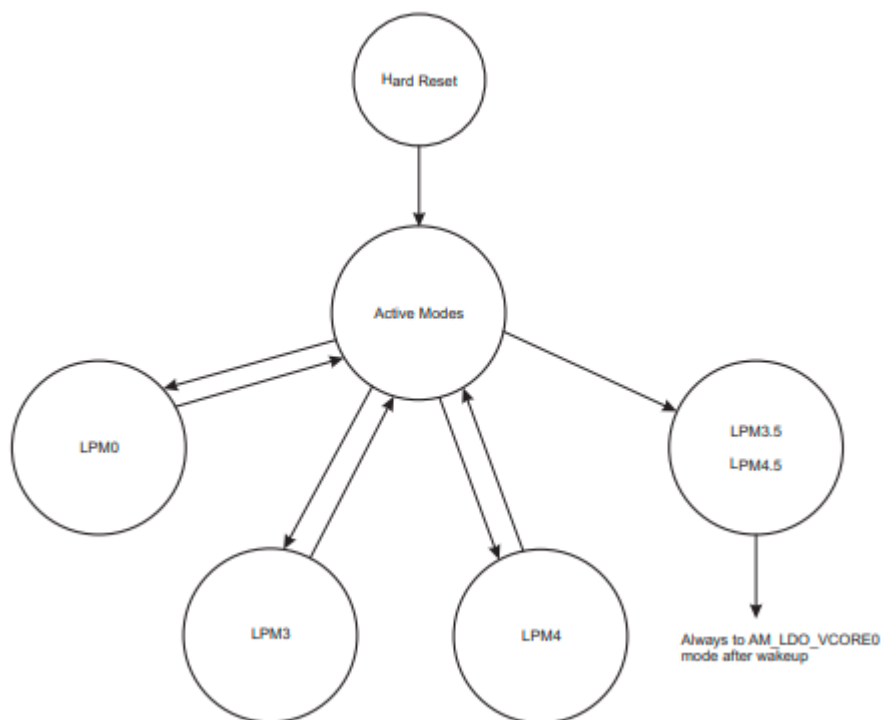 Hard Reset
Active Modes
LPM0
LPM3.5
LPM4.5
LPM3
LPM4
Always to AM_LDO_VCORE0
mode after wakeup